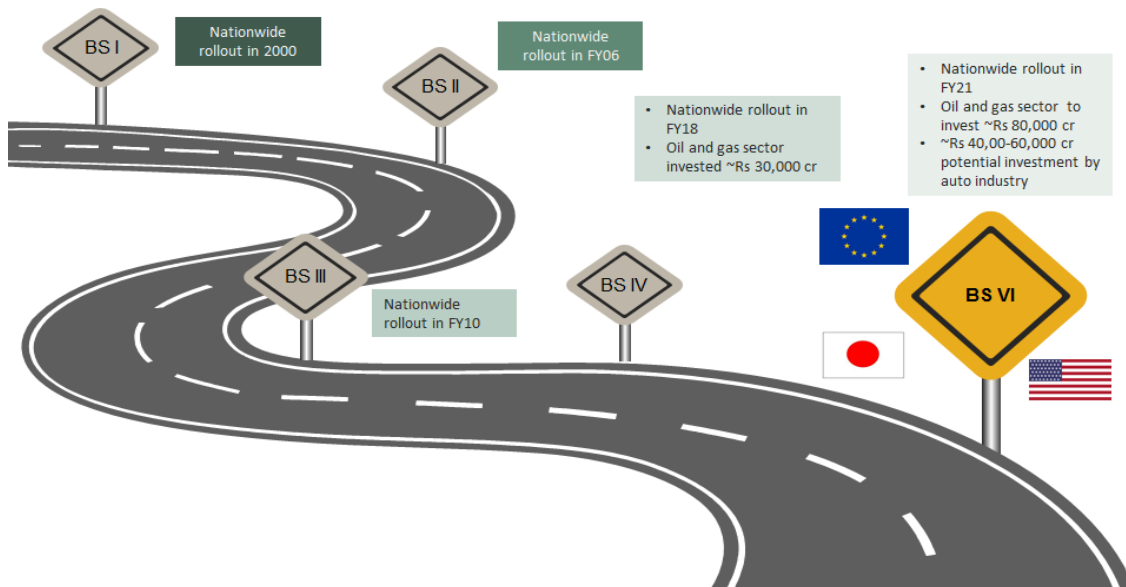 BS I
Nationwide
rollout in 2000
BS II
Nationwide
rollout in FY06
• Nationwide rollout in
FY18
• Oil and gas sector
invested ~Rs 30,000 cr
• Nationwide rollout in
FY21
• Oil and gas sector to
invest ~Rs 80,000 cr
• ~Rs 40,00-60,000 cr
potential investment by
auto industry
BS III
Nationwide
rollout in FY10
BS IV
BS VI